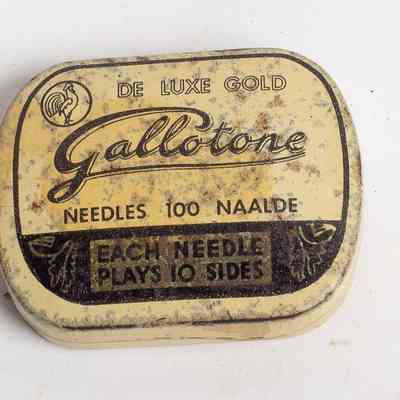 DE LUXE GOLD
Gallotone
NEEDLES 100 NAALDE
EACH NEEDLE
PLAYS 10 SIDES